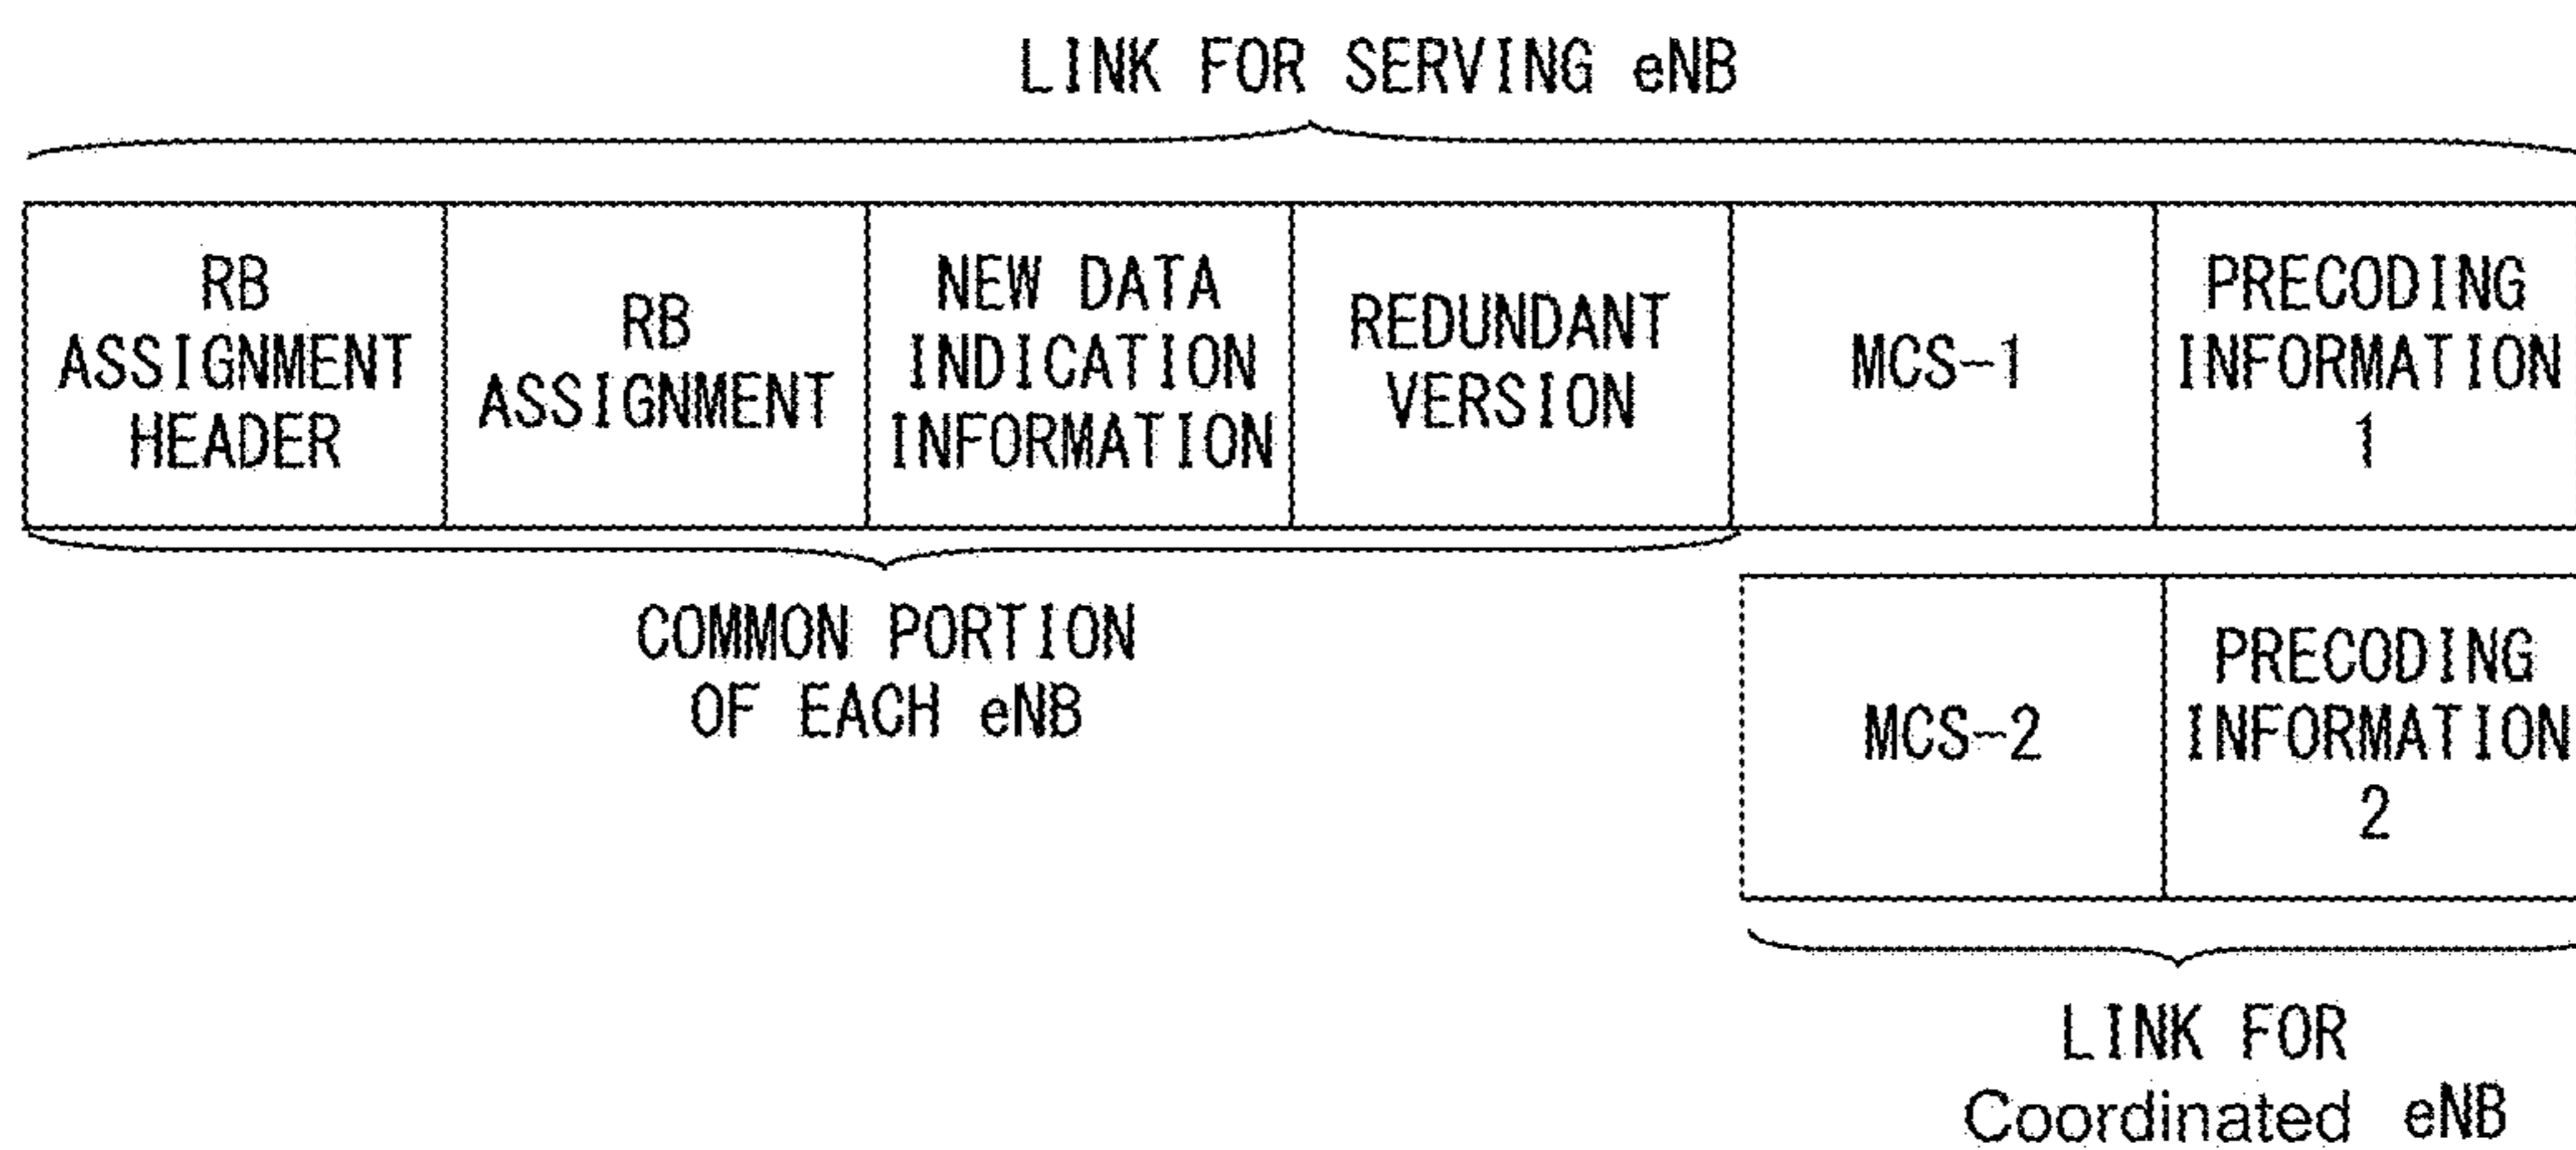 LINK FOR SERVING eNB
RB
ASSIGNMENT
HEADER
RB
ASSIGNMENT
NEW DATA
INDICATION
INFORMATION
REDUNDANT
VERSION
MCS-1
PRECODING
INFORMATION
1
COMMON PORTION
OF EACH eNB
MCS-2
PRECODING
INFORMATION
2
LINK FOR
Coordinated eNB